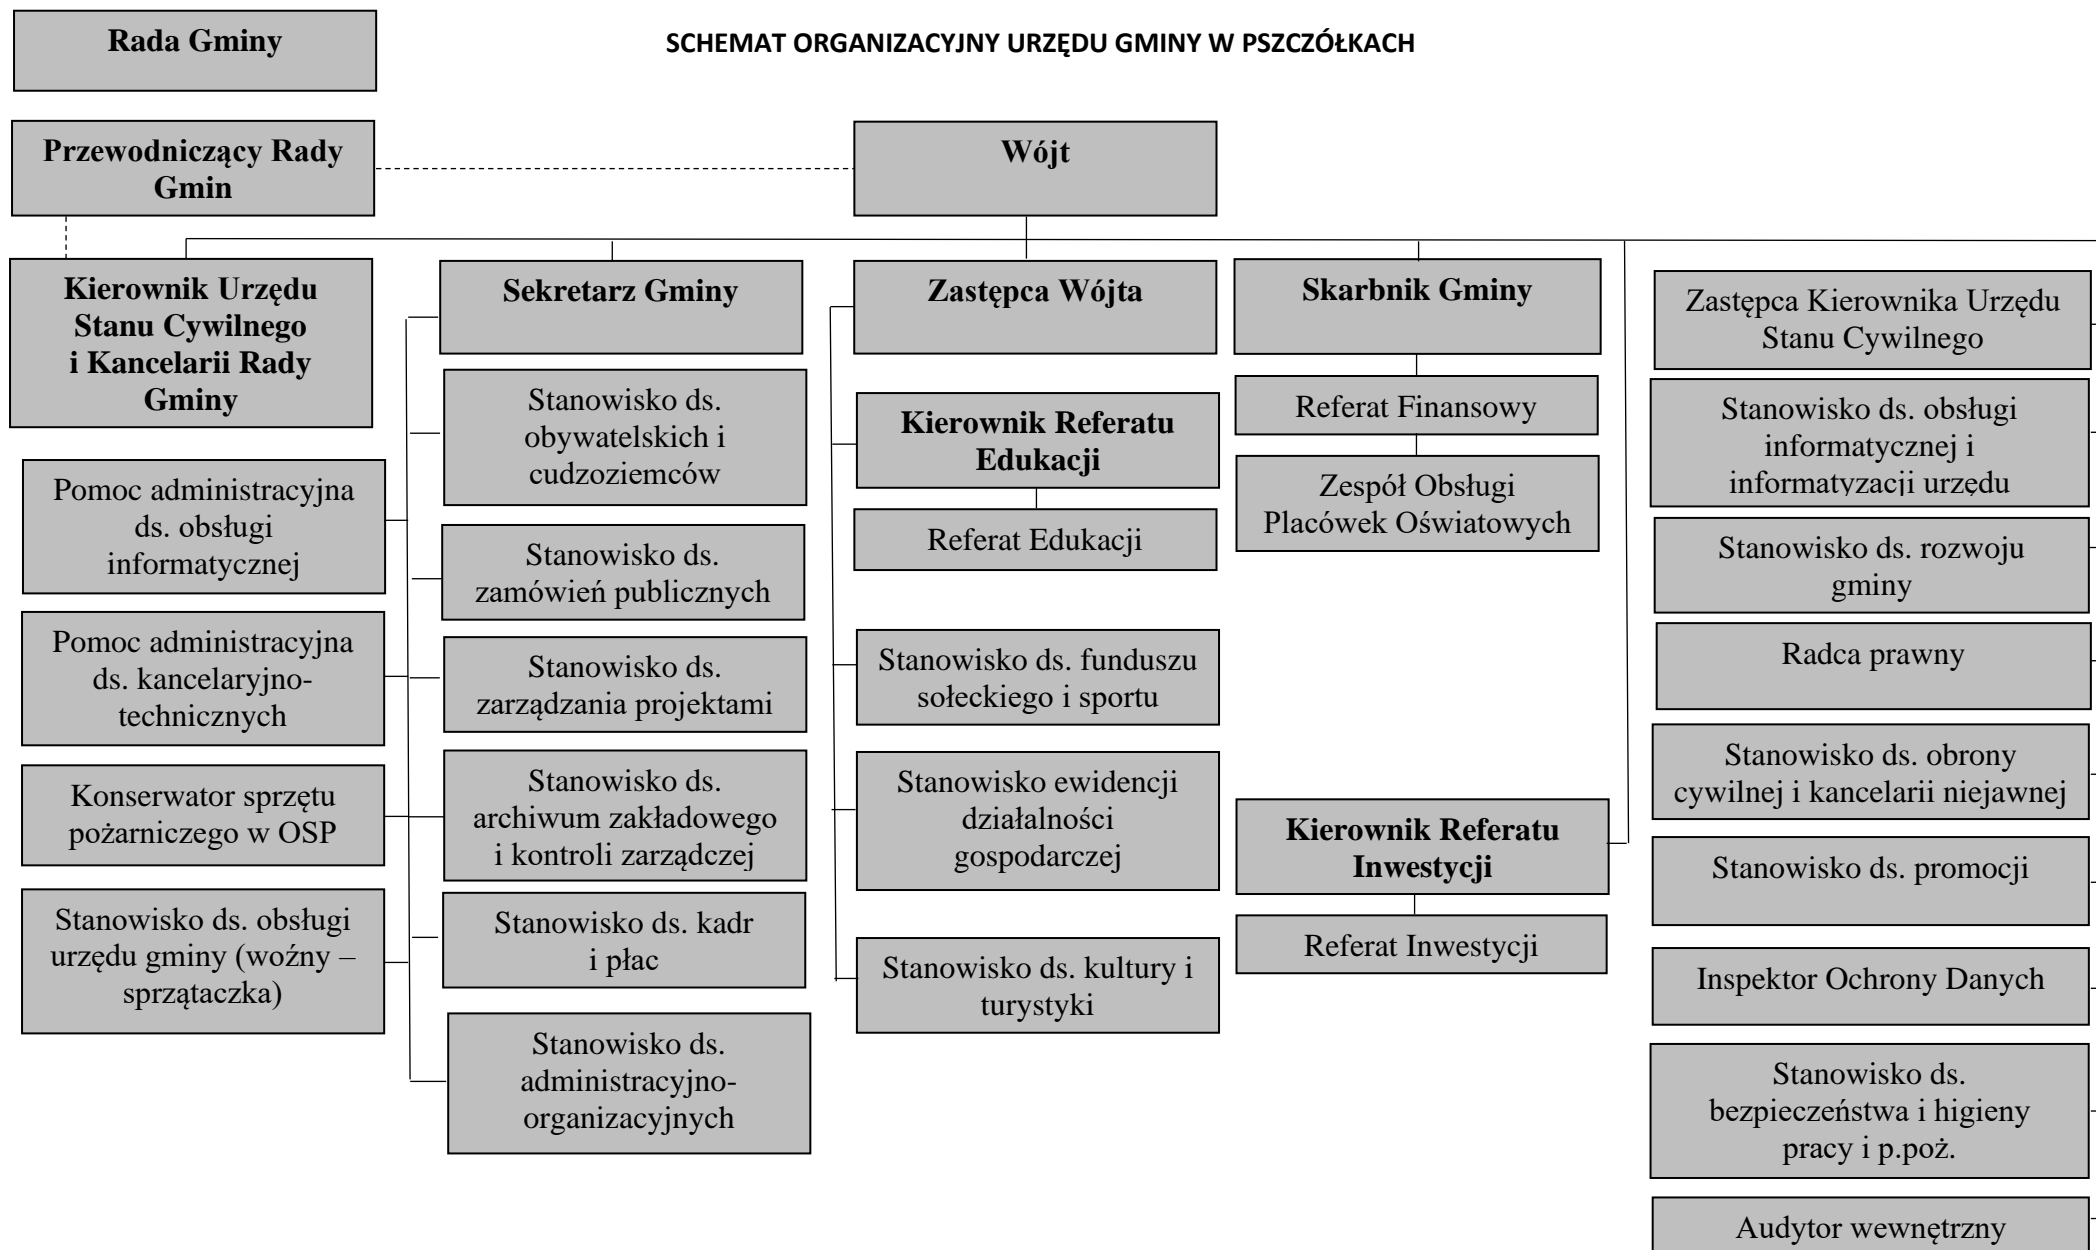 Rada Gminy
SCHEMAT ORGANIZACYJNY URZĘDU GMINY W PSZCZÓŁKACH
Przewodniczący Rady
Gmin
Wójt
Kierownik Urzędu
Stanu Cywilnego
i Kancelarii Rady
Gminy
Sekretarz Gminy
Zastępca Wójta
Skarbnik Gminy
Zastępca Kierownika Urzędu
Stanu Cywilnego
Pomoc administracyjna
ds. obsługi
informatycznej
Pomoc administracyjna
ds. kancelaryjno-
technicznych
Konserwator sprzętu
pożarniczego w OSP
Stanowisko ds. obsługi
urzędu gminy (woźny –
sprzątaczka)
Stanowisko ds.
obywatelskich i
cudzoziemców
Stanowisko ds.
zamówień publicznych
Stanowisko ds.
zarządzania projektami
Stanowisko ds.
archiwum zakładowego
i kontroli zarządczej
Stanowisko ds. kadr
i płac
Stanowisko ds.
administracyjno-
organizacyjnych
Kierownik Referatu
Edukacji
Referat Edukacji
Stanowisko ds. funduszu
sołeckiego i sportu
Stanowisko ewidencji
działalności
gospodarczej
Stanowisko ds. kultury i
turystyki
Referat Finansowy
Zespół Obsługi
Placówek Oświatowych
Kierownik Referatu
Inwestycji
Referat Inwestycji
Stanowisko ds. obsługi
informatycznej i
informatyzacji urzędu
Stanowisko ds. rozwoju
gminy
Radca prawny
Stanowisko ds. obrony
cywilnej i kancelarii niejawnej
Stanowisko ds. promocji
Inspektor Ochrony Danych
Stanowisko ds.
bezpieczeństwa i higieny
pracy i p.poż.
Audytor wewnętrzny